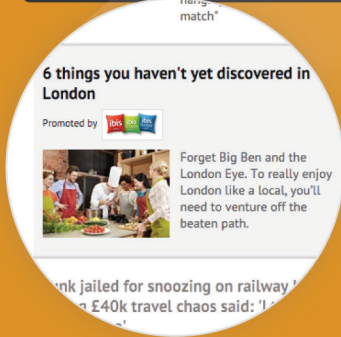 match"
6 things you haven't yet discovered in
London
Promoted by ibis ibis ibis
Forget Big Ben and the
London Eye. To really enjoy
London like a local, you'll
need to venture off the
beaten path.
jailed for snoozing on railway
£40k travel chaos said: